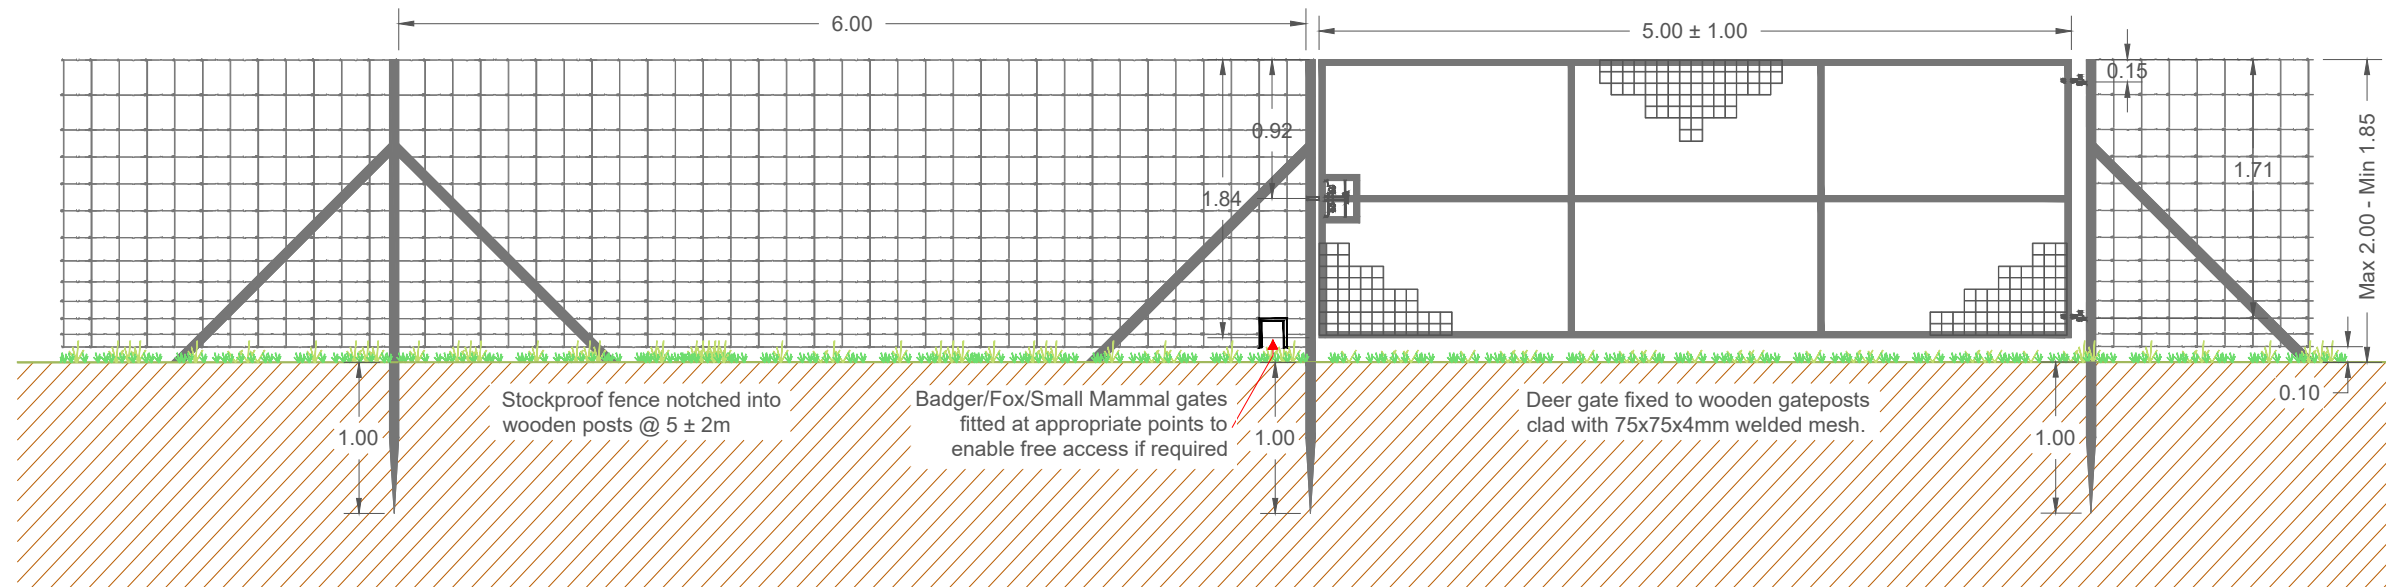 6.00
5.00 ± 1.00
0.15
0.92
1.84
1.71
Max 2.00 - Min 1.85
0.10
1.00
Stockproof fence notched into
wooden posts @ 5 ± 2m
Badger/Fox/Small Mammal gates
fitted at appropriate points to
enable free access if required
1.00
Deer gate fixed to wooden gateposts
clad with 75x75x4mm welded mesh.
1.00